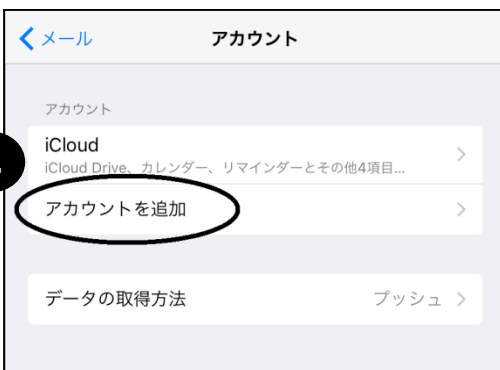 メール アカウント
アカウント
iCloud
iCloud Drive、カレンダー、リマインダーとその他4項目...
アカウントを追加
データの取得方法 プッシュ